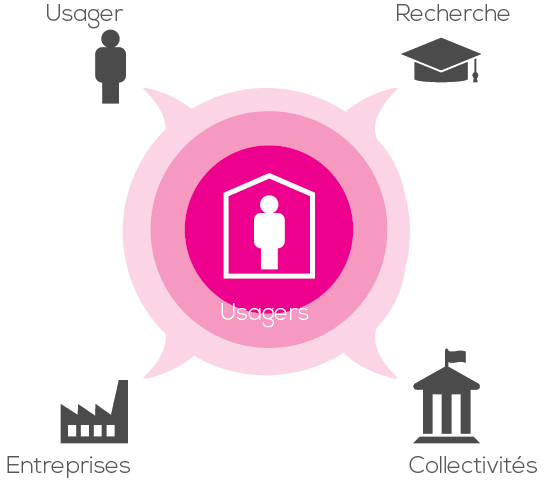 Usager
Recherche
Usagers
Entreprises
Collectivités